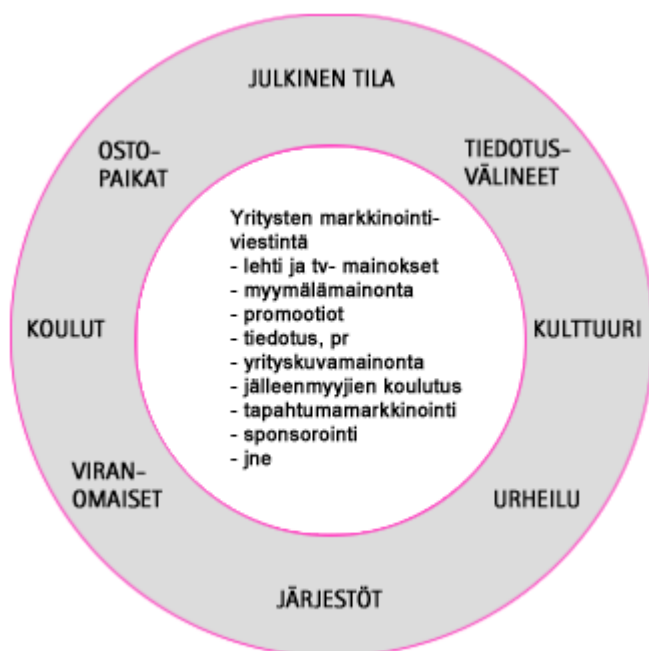 JULKINEN TILA
TIEDOTUS-
VÄLINEET
KULTTUURI
URHEILU
JÄRJESTÖT
VIRAN-
OMAISET
KOULUT
OSTO-
PAIKAT
Yritysten markkinointi-
viestintä
- lehti ja tv- mainokset
- myymälämainonta
- promootiot
- tiedotus, pr
- yrityskuvamainonta
- jälleenmyyjien koulutus
- tapahtumamarkkinointi
- sponsorointi
- jne